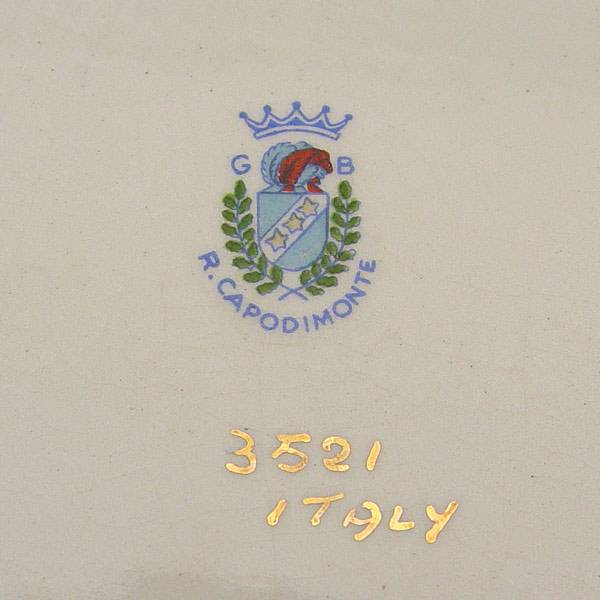 G B
R. CAPODIMONTE
3521
ITALY